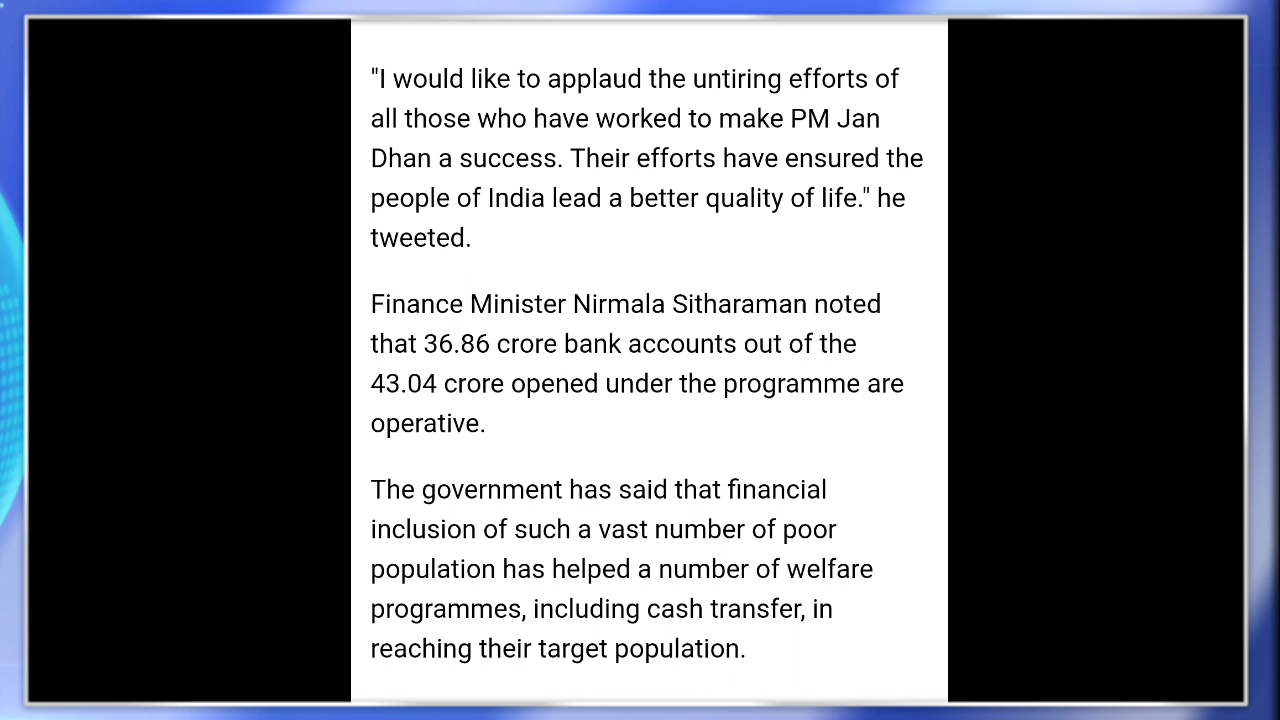 "I would like to applaud the untiring efforts of
all those who have worked to make PM Jan
Dhan a success. Their efforts have ensured the
people of India lead a better quality of life." he
tweeted.
Finance Minister Nirmala Sitharaman noted
that 36.86 crore bank accounts out of the
43.04 crore opened under the programme are
operative.
The government has said that financial
inclusion of such a vast number of poor
population has helped a number of welfare
programmes, including cash transfer, in
reaching their target population.